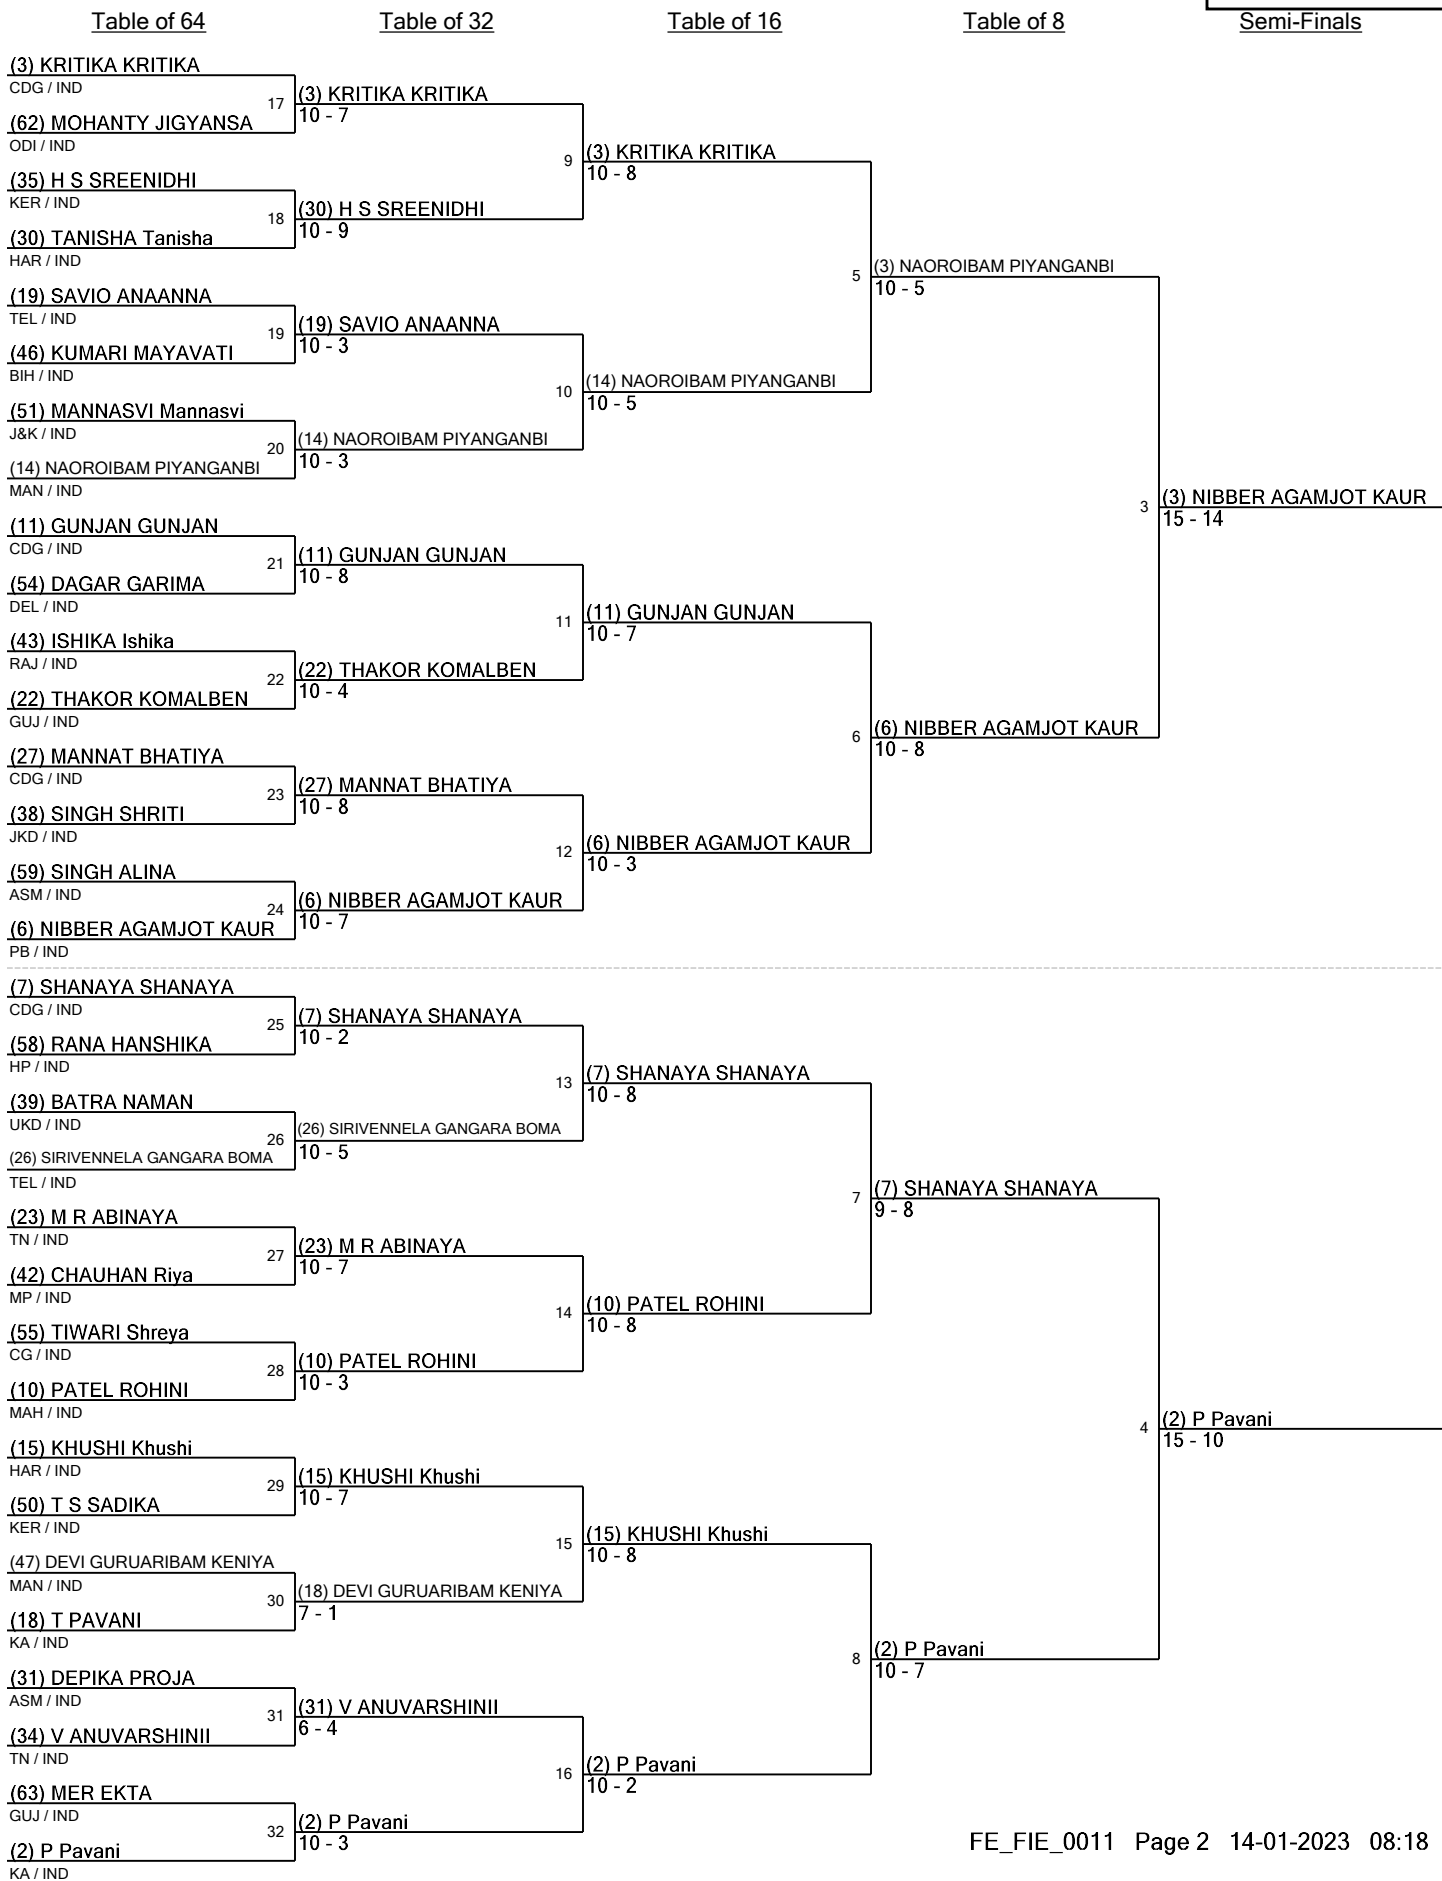 Table of 64
Table of 32
Table of 16
Table of 8
Semi-Finals
(3) KRITIKA KRITIKA
CDG / IND
17
(3) KRITIKA KRITIKA
10 - 7
(62) MOHANTY JIGYANSA
ODI / IND
9
(3) KRITIKA KRITIKA
10 - 8
(35) H S SREENIDHI
KER / IND
18
(30) H S SREENIDHI
10 - 9
(30) TANISHA Tanisha
HAR / IND
5
(3) NAOROIBAM PIYANGANBI
10 - 5
(19) SAVIO ANAANNA
TEL / IND
19
(19) SAVIO ANAANNA
10 - 3
(46) KUMARI MAYAVATI
BIH / IND
10
(14) NAOROIBAM PIYANGANBI
10 - 5
(51) MANNASVI Mannasvi
J&K / IND
20
(14) NAOROIBAM PIYANGANBI
10 - 3
(14) NAOROIBAM PIYANGANBI
MAN / IND
3
(3) NIBBER AGAMJOT KAUR
15 - 14
(11) GUNJAN GUNJAN
CDG / IND
21
(11) GUNJAN GUNJAN
10 - 8
(54) DAGAR GARIMA
DEL / IND
11
(11) GUNJAN GUNJAN
10 - 7
(43) ISHIKA Ishika
RAJ / IND
22
(22) THAKOR KOMALBEN
10 - 4
(22) THAKOR KOMALBEN
GUJ / IND
6
(6) NIBBER AGAMJOT KAUR
10 - 8
(27) MANNAT BHATIYA
CDG / IND
23
(27) MANNAT BHATIYA
10 - 8
(38) SINGH SHRITI
JKD / IND
12
(6) NIBBER AGAMJOT KAUR
10 - 3
(59) SINGH ALINA
ASM / IND
24
(6) NIBBER AGAMJOT KAUR
10 - 7
(6) NIBBER AGAMJOT KAUR
PB / IND
(7) SHANAYA SHANAYA
CDG / IND
25
(7) SHANAYA SHANAYA
10 - 2
(58) RANA HANSHIKA
HP / IND
13
(7) SHANAYA SHANAYA
10 - 8
(39) BATRA NAMAN
UKD / IND
26
(26) SIRIVENNELA GANGARA BOMA
10 - 5
(26) SIRIVENNELA GANGARA BOMA
TEL / IND
7
(7) SHANAYA SHANAYA
9 - 8
(23) M R ABINAYA
TN / IND
27
(23) M R ABINAYA
10 - 7
(42) CHAUHAN Riya
MP / IND
14
(10) PATEL ROHINI
10 - 8
(55) TIWARI Shreya
CG / IND
28
(10) PATEL ROHINI
10 - 3
(10) PATEL ROHINI
MAH / IND
4
(2) P Pavani
15 - 10
(15) KHUSHI Khushi
HAR / IND
29
(15) KHUSHI Khushi
10 - 7
(50) T S SADIKA
KER / IND
15
(15) KHUSHI Khushi
10 - 8
(47) DEVI GURUARIBAM KENIYA
MAN / IND
30
(18) DEVI GURUARIBAM KENIYA
7 - 1
(18) T PAVANI
KA / IND
8
(2) P Pavani
10 - 7
(31) DEPIKA PROJA
ASM / IND
31
(31) V ANUVARSHINII
6 - 4
(34) V ANUVARSHINII
TN / IND
16
(2) P Pavani
10 - 2
(63) MER EKTA
GUJ / IND
32
(2) P Pavani
10 - 3
(2) P Pavani
KA / IND
FE_FIE_0011 Page 2 14-01-2023 08:18